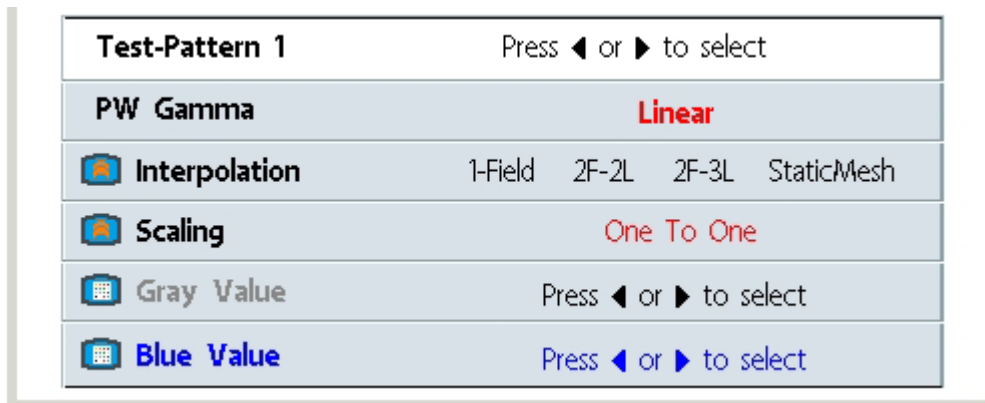 Test-Pattern 1 Press ◀ or ▶ to select
PW Gamma Linear
Interpolation 1-Field 2F-2L 2F-3L StaticMesh
Scaling One To One
Gray Value Press ◀ or ▶ to select
Blue Value Press ◀ or ▶ to select